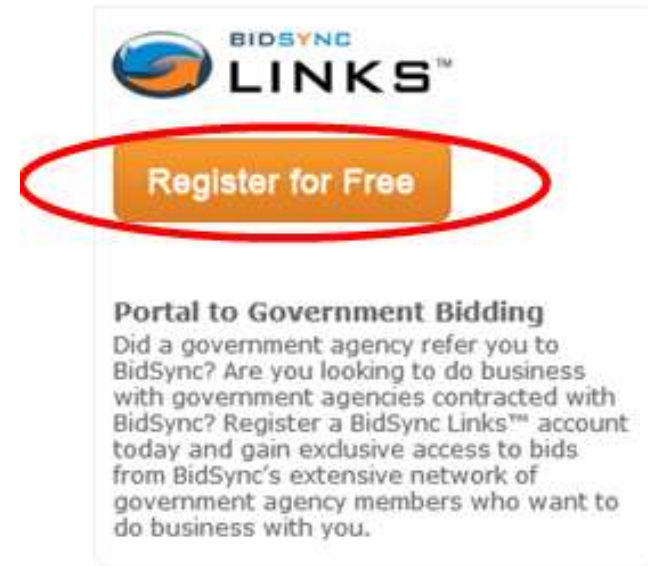 BIDSYNC
LINKS™
Register for Free
Portal to Government Bidding
Did a government agency refer you to
BidSync? Are you looking to do business
with government agencies contracted with
BidSync? Register a BidSync Links™ account
today and gain exclusive access to bids
from BidSync's extensive network of
government agency members who want to
do business with you.